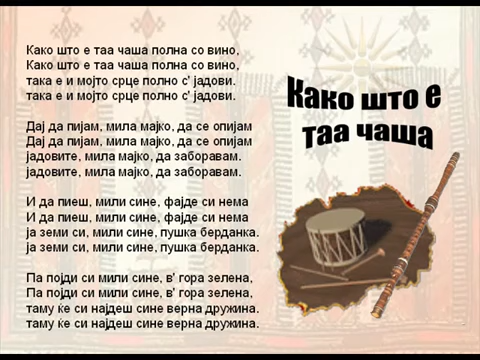 Како што е таа чаша полна со вино,
Како што е таа чаша полна со вино,
така е и мојто срце полно с' јадови.
така е и мојто срце полно с' јадови.
Дај да пијам, мила мајко, да се опијам
Дај да пијам, мила мајко, да се опијам
јадовите, мила мајко, да заборавам.
јадовите, мила мајко, да заборавам.
И да пиеш, мили сине, фајде си нема
И да пиеш, мили сине, фајде си нема
ја земи си, мили сине, пушка берданка.
ја земи си, мили сине, пушка берданка.
Па појди си мили сине, в' гора зелена,
Па појди си мили сине, в' гора зелена,
таму ќе си најдеш сине верна дружина.
таму ќе си најдеш сине верна дружина.
Како што е
таа чаша